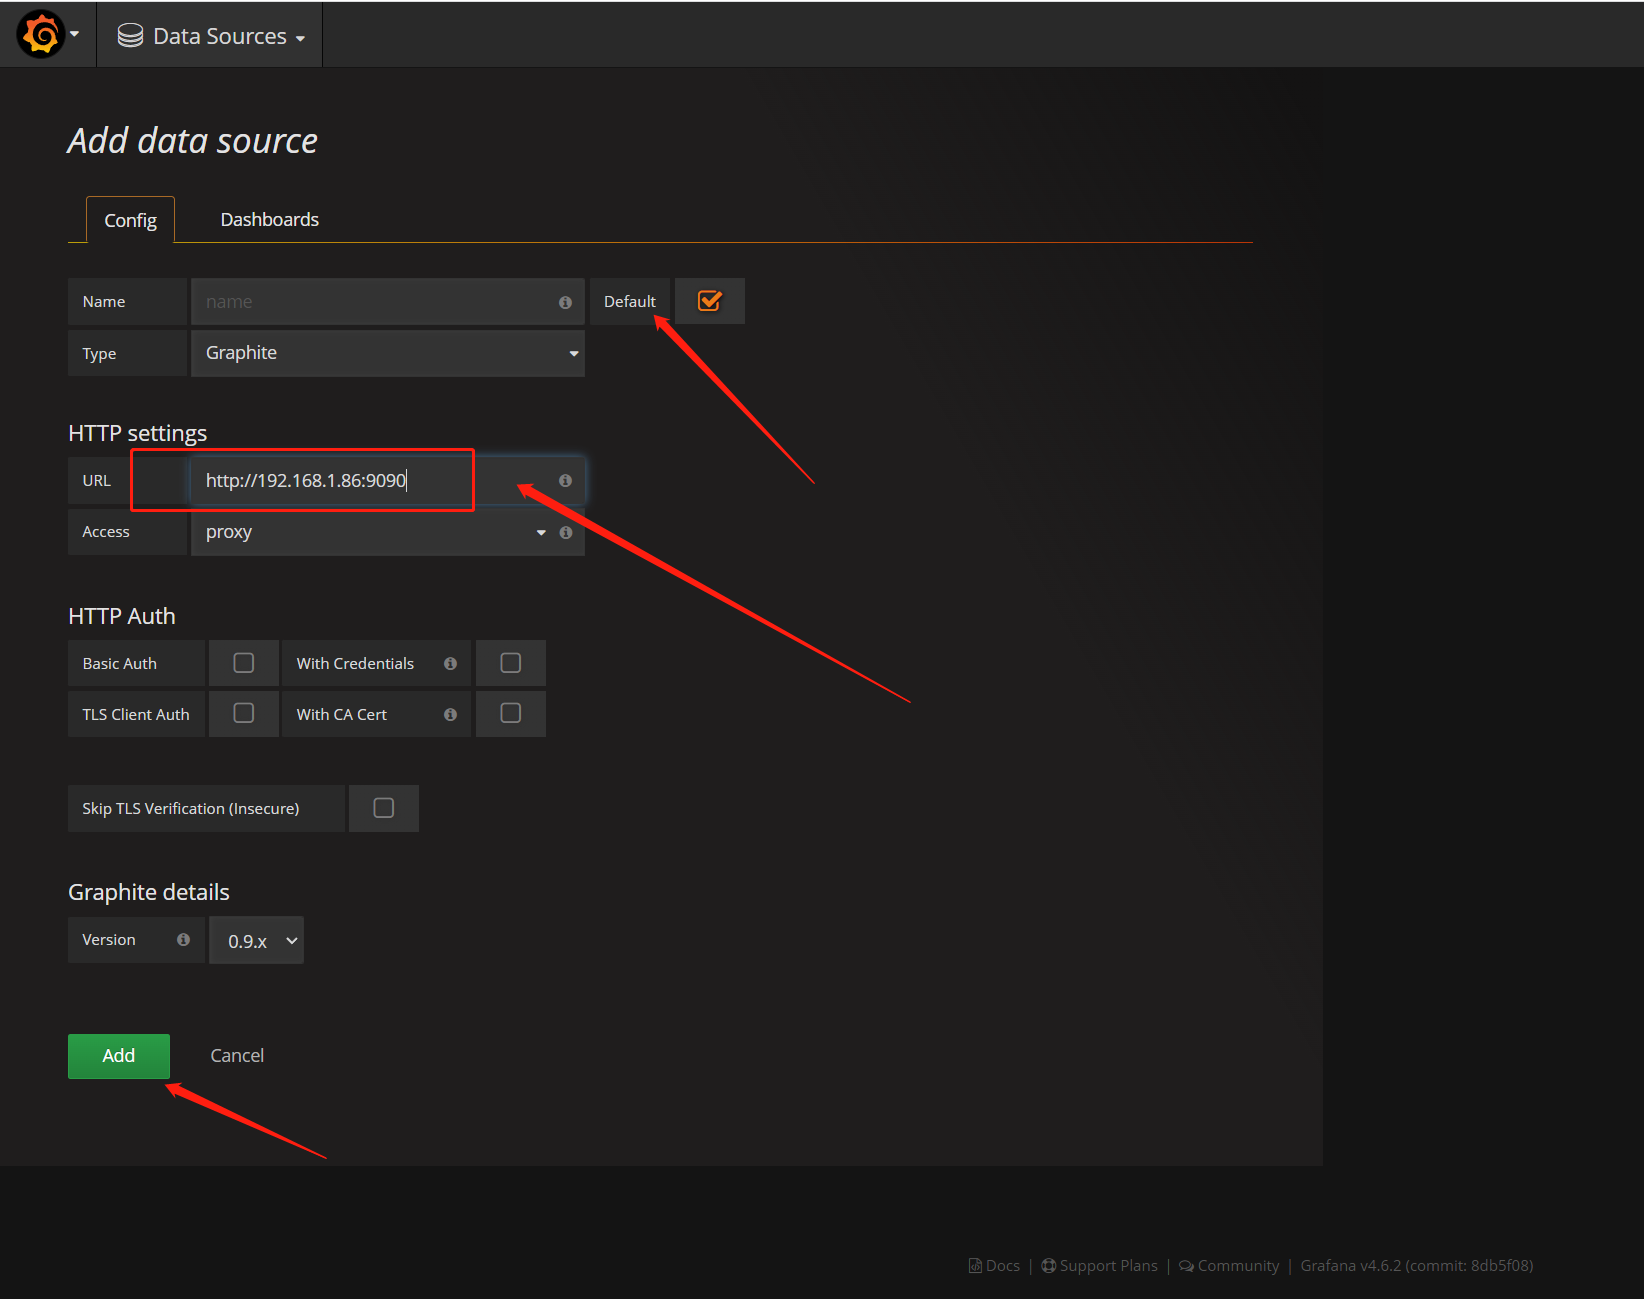 Data Sources
Add data source
Config Dashboards
Name name Default
Type Graphite
HTTP settings
URL http://192.168.1.86:9090
Access proxy
HTTP Auth
Basic Auth With Credentials
TLS Client Auth With CA Cert
Skip TLS Verification (Insecure)
Graphite details
Version 0.9.x
Add Cancel
Docs | Support Plans | Community | Grafana v4.6.2 (commit: 8db5f08)